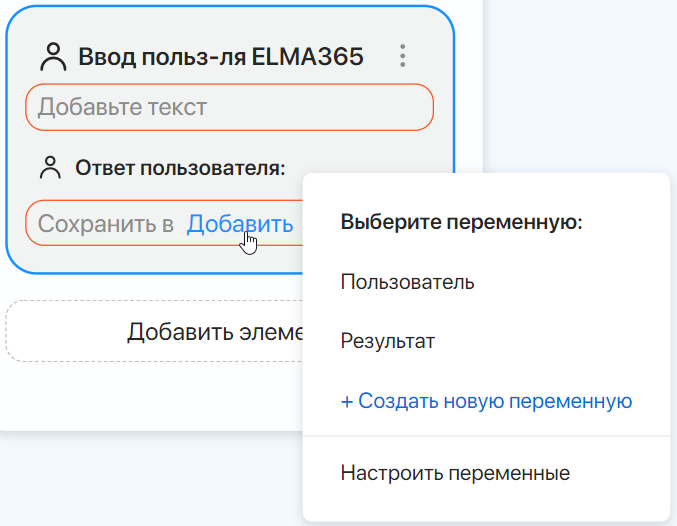 Ввод польз-ля ELMA365
Добавьте текст
Ответ пользователя:
Сохранить в Добавить
Добавить элеме
Выберите переменную:
Пользователь
Результат
+ Создать новую переменную
Настроить переменные